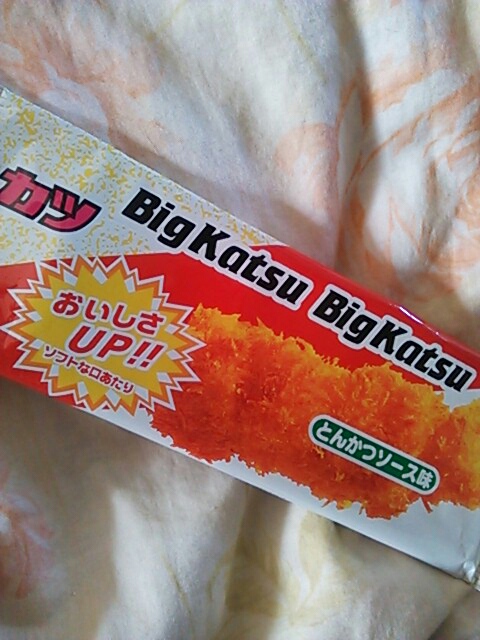 カツ
BigKatsu BigKatsu
おいしさ
UP!!
ソフトな口あたり
とんかつソース味